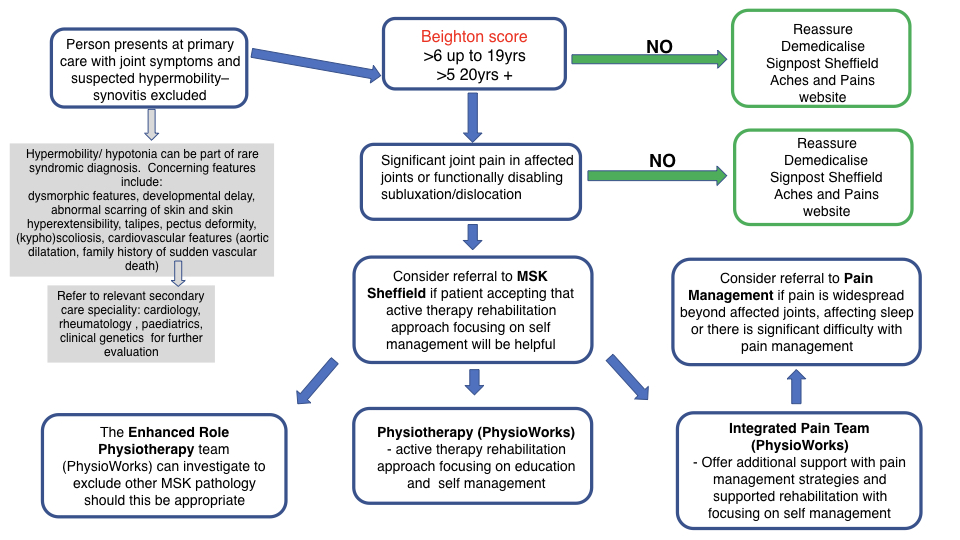 Person presents at primary
care with joint symptoms and
suspected hypermobility–
synovitis excluded
Beighton score
>6 up to 19yrs
>5 20yrs +
NO
Reassure
Demedicalise
Signpost Sheffield
Aches and Pains
website
Hypermobility/ hypotonia can be part of rare
syndromic diagnosis.  Concerning features
include:
dysmorphic features, developmental delay,
abnormal scarring of skin and skin
hyperextensibility, talipes, pectus deformity,
(kypho)scoliosis, cardiovascular features (aortic
dilatation, family history of sudden vascular
death)
Significant joint pain in affected
joints or functionally disabling
subluxation/dislocation
NO
Reassure
Demedicalise
Signpost Sheffield
Aches and Pains
website
Refer to relevant secondary
care speciality: cardiology,
rheumatology , paediatrics,
clinical genetics  for further
evaluation
Consider referral to MSK
Sheffield if patient accepting that
active therapy rehabilitation
approach focusing on self
management will be helpful
Consider referral to Pain
Management if pain is widespread
beyond affected joints, affecting sleep
or there is significant difficulty with
pain management
The Enhanced Role
Physiotherapy team
(PhysioWorks) can investigate to
exclude other MSK pathology
should this be appropriate
Physiotherapy (PhysioWorks)
- active therapy rehabilitation
approach focusing on education
and  self management
Integrated Pain Team
(PhysioWorks)
- Offer additional support with pain
management strategies and
supported rehabilitation with
focusing on self management